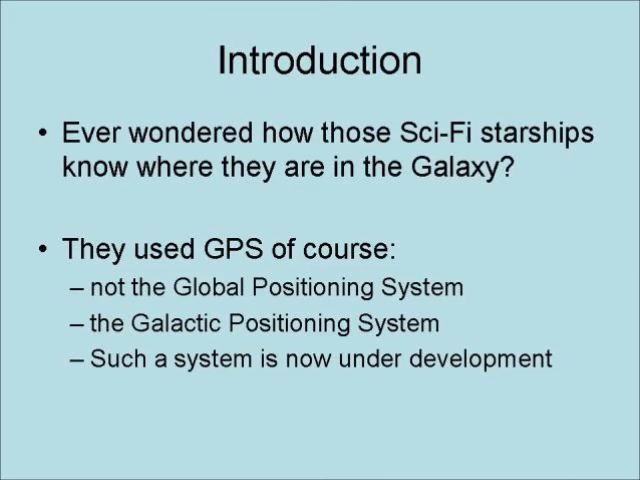 Introduction
• Ever wondered how those Sci-Fi starships
know where they are in the Galaxy?
• They used GPS of course:
– not the Global Positioning System
– the Galactic Positioning System
– Such a system is now under development